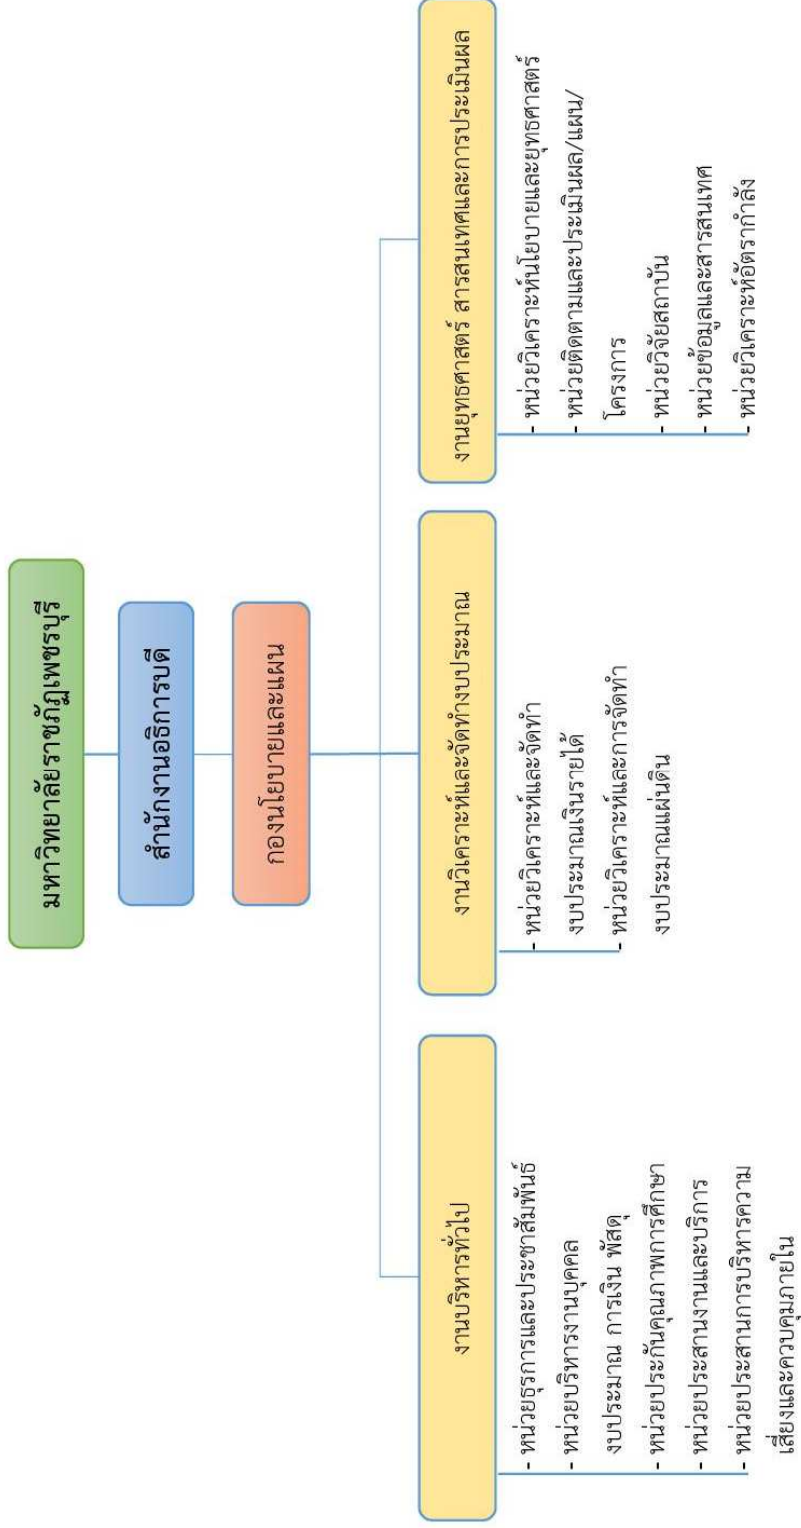 มหาวิทยาลัยราชภัฏเพชรบุรี
สำนักงานอธิการบดี
กองนโยบายและแผน
งานบริหารทั่วไป
- หน่วยธุรการและประชาสัมพันธ์
- หน่วยบริหารงานบุคคล
งบประมาณ การเงิน พัสดุ
- หน่วยประกันคุณภาพการศึกษา
- หน่วยประสานงานและบริการ
- หน่วยประสานการบริหารความ
เสี่ยงและควบคุมภายใน
งานวิเคราะห์และจัดทำงบประมาณ
- หน่วยวิเคราะห์และจัดทำ
งบประมาณเงินรายได้
- หน่วยวิเคราะห์และการจัดทำ
งบประมาณแผ่นดิน
งานยุทธศาสตร์ สารสนเทศและการประเมินผล
- หน่วยวิเคราะห์นโยบายและยุทธศาสตร์
- หน่วยติดตามและประเมินผล/แผน/
โครงการ
- หน่วยวิจัยสถาบัน
- หน่วยข้อมูลและสารสนเทศ
- หน่วยวิเคราะห์อัตรากำลัง